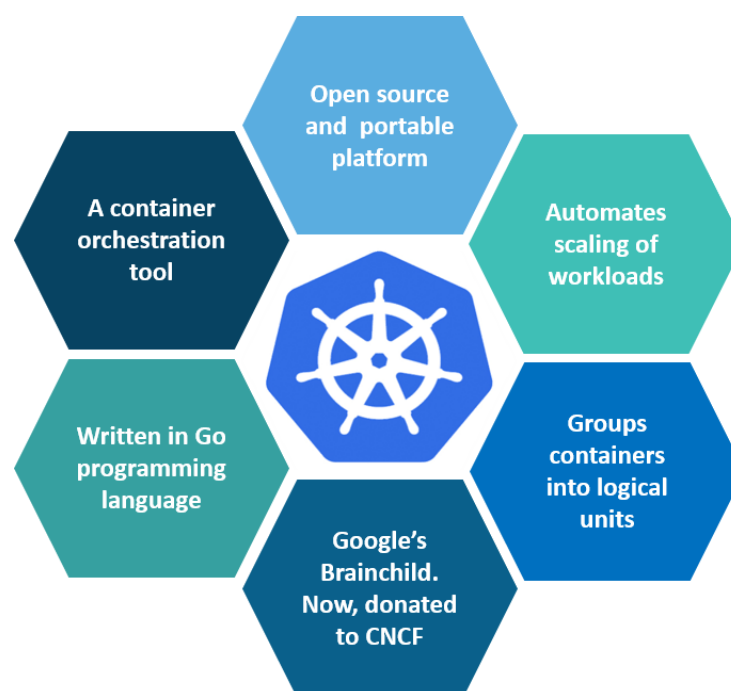 Open source
and portable
platform
A container
orchestration
tool
Automates
scaling of
workloads
Written in Go
programming
language
Groups
containers
into logical
units
Google’s
Brainchild.
Now, donated
to CNCF